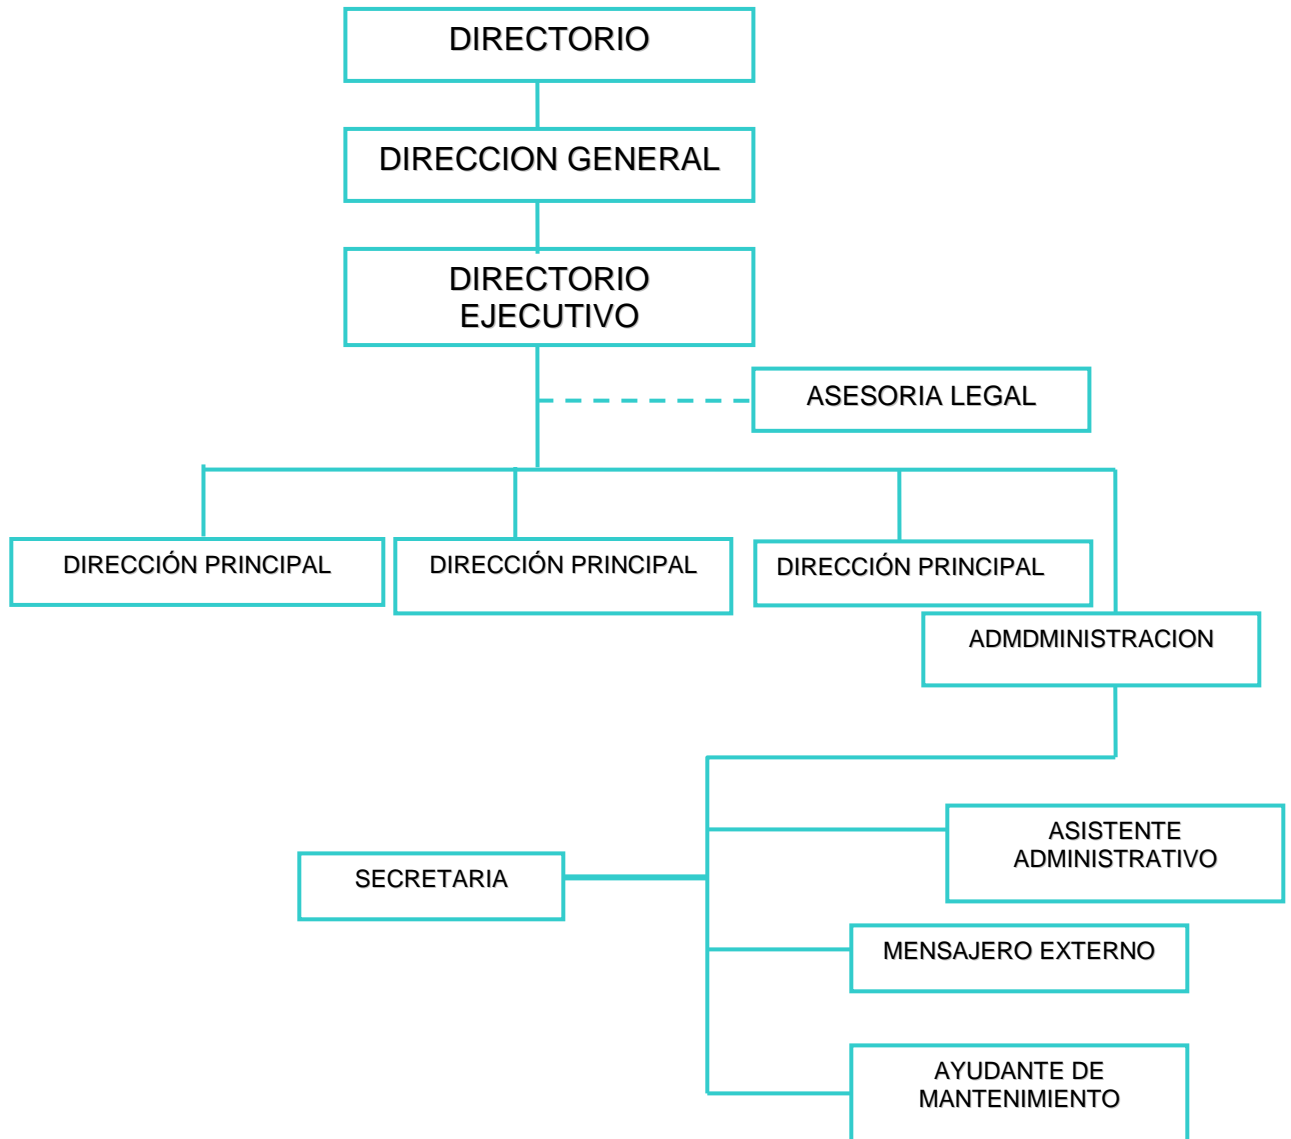 DIRECTORIO
DIRECCION GENERAL
DIRECTORIO
EJECUTIVO
ASESORIA LEGAL
DIRECCIÓN PRINCIPAL
DIRECCIÓN PRINCIPAL
DIRECCIÓN PRINCIPAL
ADMDMINISTRACION
ASISTENTE
ADMINISTRATIVO
SECRETARIA
MENSAJERO EXTERNO
AYUDANTE DE
MANTENIMIENTO